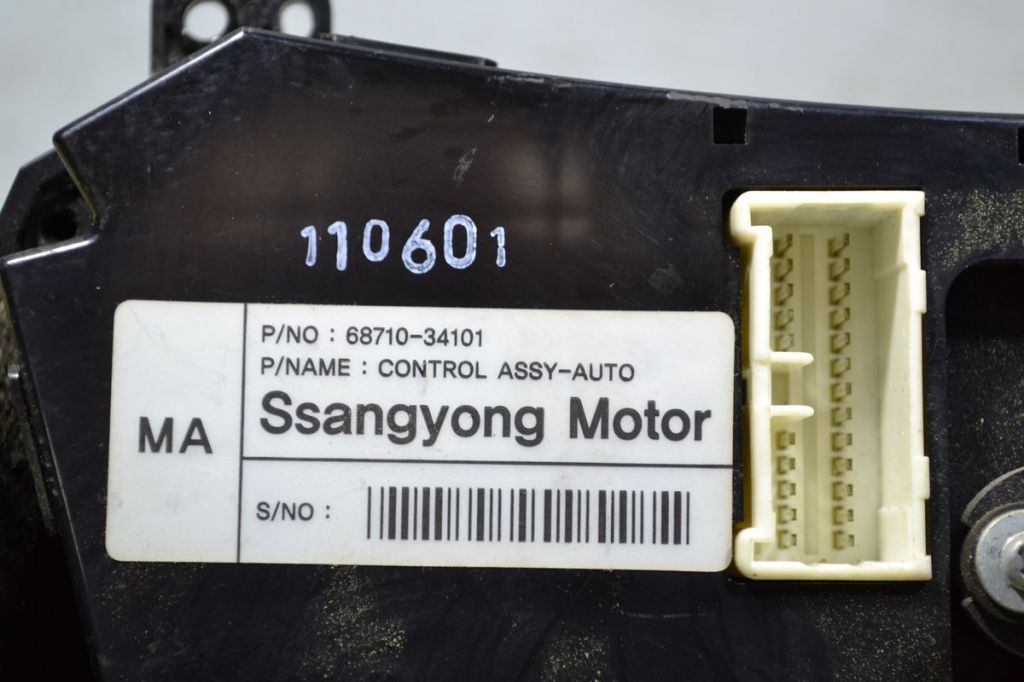 110601
P/NO : 68710-34101
P/NAME : CONTROL ASSY-AUTO
MA
Ssangyong Motor
S/NO :